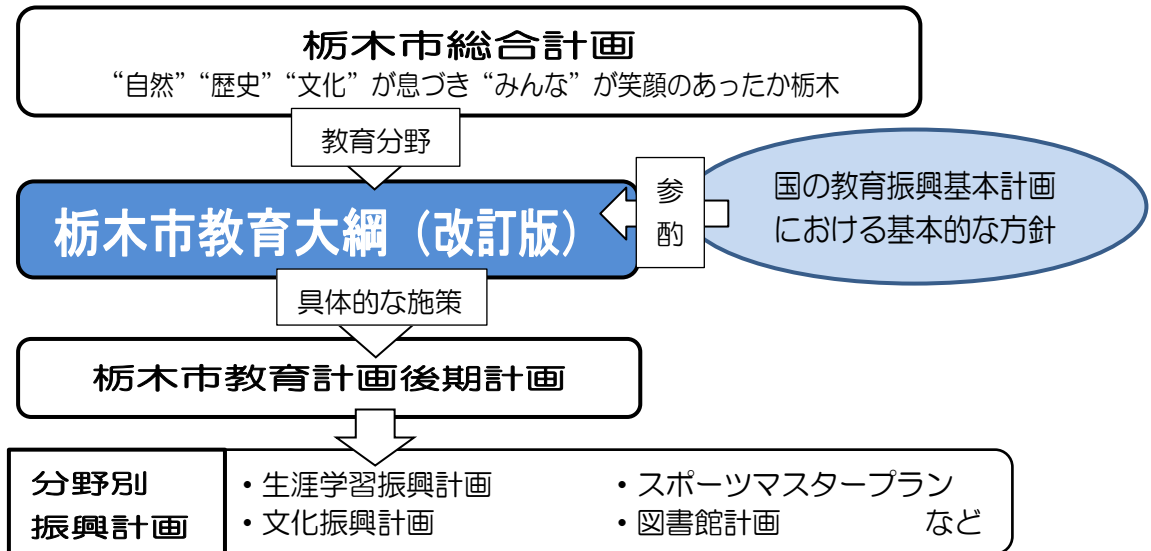 栃木市総合計画
“自然”“歴史”“文化”が息づき“みんな”が笑顔のあったか栃木
教育分野
栃木市教育大綱（改訂版）
参酌
国の教育振興基本計画
における基本的な方針
具体的な施策
栃木市教育計画後期計画
分野別
振興計画
・生涯学習振興計画
・スポーツマスタープラン
・文化振興計画
・図書館計画 など